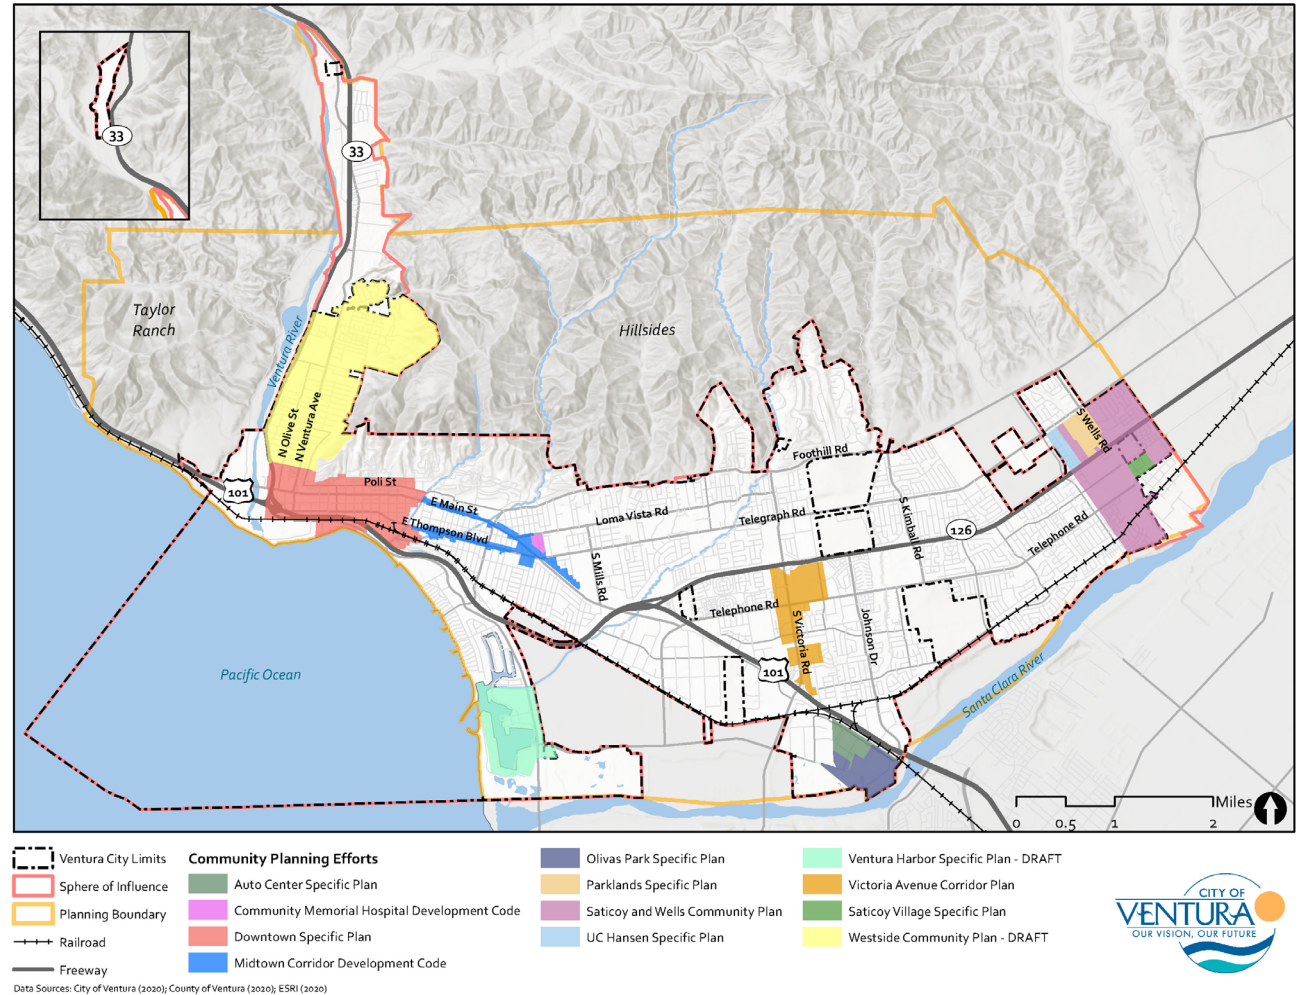 33
33
Taylor
Ranch
Hillsides
Ventura River
N Olive St
N Ventura Ave
S Wells Rd
Foothill Rd
Poli St
101
E Main St
E Thompson Blvd
Loma Vista Rd
Telegraph Rd
S Kimball Rd
126
Telephone Rd
S Mills Rd
Telephone Rd
S Victoria Rd
Johnson Dr
101
Pacific Ocean
Santa Clara River
Miles
0 0.5 1 2
Ventura City Limits
Sphere of Influence
Planning Boundary
Railroad
Freeway
Community Planning Efforts
Auto Center Specific Plan
Community Memorial Hospital Development Code
Downtown Specific Plan
Midtown Corridor Development Code
Olivas Park Specific Plan
Parklands Specific Plan
Saticoy and Wells Community Plan
UC Hansen Specific Plan
Ventura Harbor Specific Plan - DRAFT
Victoria Avenue Corridor Plan
Saticoy Village Specific Plan
Westside Community Plan - DRAFT
CITY OF
VENTURA
OUR VISION, OUR FUTURE
Data Sources: City of Ventura (2020); County of Ventura (2020); ESRI (2020)